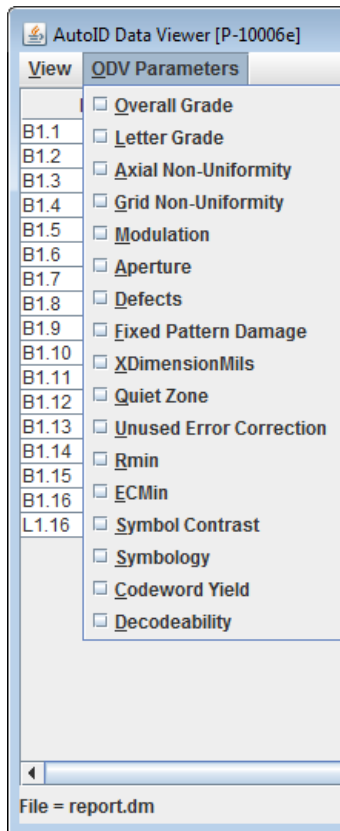 AutoID Data Viewer [P-10006e]
View ODV Parameters
B1.1
B1.2
B1.3
B1.4
B1.5
B1.6
B1.7
B1.8
B1.9
B1.10
B1.11
B1.12
B1.13
B1.14
B1.15
B1.16
L1.16
Overall Grade
Letter Grade
Axial Non-Uniformity
Grid Non-Uniformity
Modulation
Aperture
Defects
Fixed Pattern Damage
XDimensionMils
Quiet Zone
Unused Error Correction
Rmin
ECMin
Symbol Contrast
Symbology
Codeword Yield
Decodeability
File = report.dm